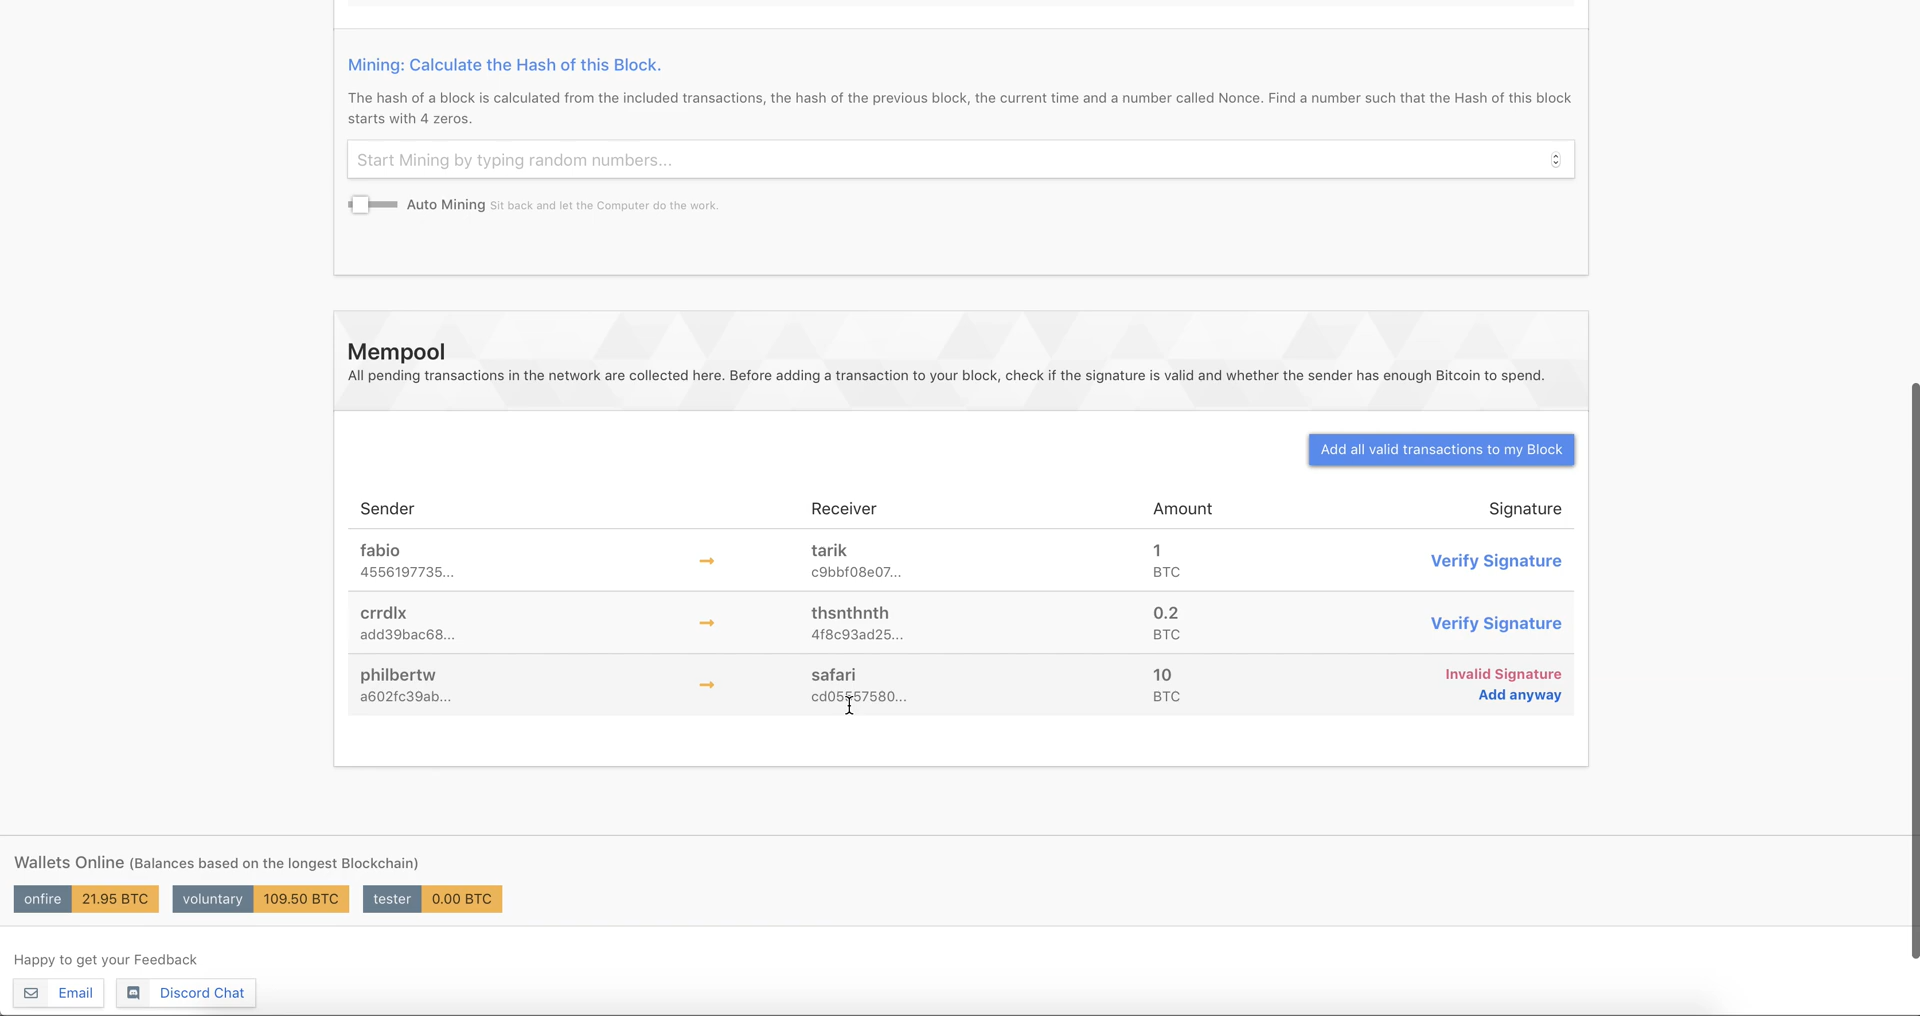 Mining: Calculate the Hash of this Block.
The hash of a block is calculated from the included transactions, the hash of the previous block, the current time and a number called Nonce. Find a number such that the Hash of this block
starts with 4 zeros.
Start Mining by typing random numbers...
Auto Mining Sit back and let the Computer do the work.
Mempool
All pending transactions in the network are collected here. Before adding a transaction to your block, check if the signature is valid and whether the sender has enough Bitcoin to spend.
Add all valid transactions to my Block
Sender Receiver Amount Signature
fabio tarik 1 Verify Signature
4556197735... c9bbf08e07... BTC
crrdlx thsnthnth 0.2 Verify Signature
add39bac68... 4f8c93ad25... BTC
philbertw safari 10 Invalid Signature
a602fc39ab... cd05557580... BTC Add anyway
Wallets Online (Balances based on the longest Blockchain)
onfire 21.95 BTC voluntary 109.50 BTC tester 0.00 BTC
Happy to get your Feedback
Email Discord Chat